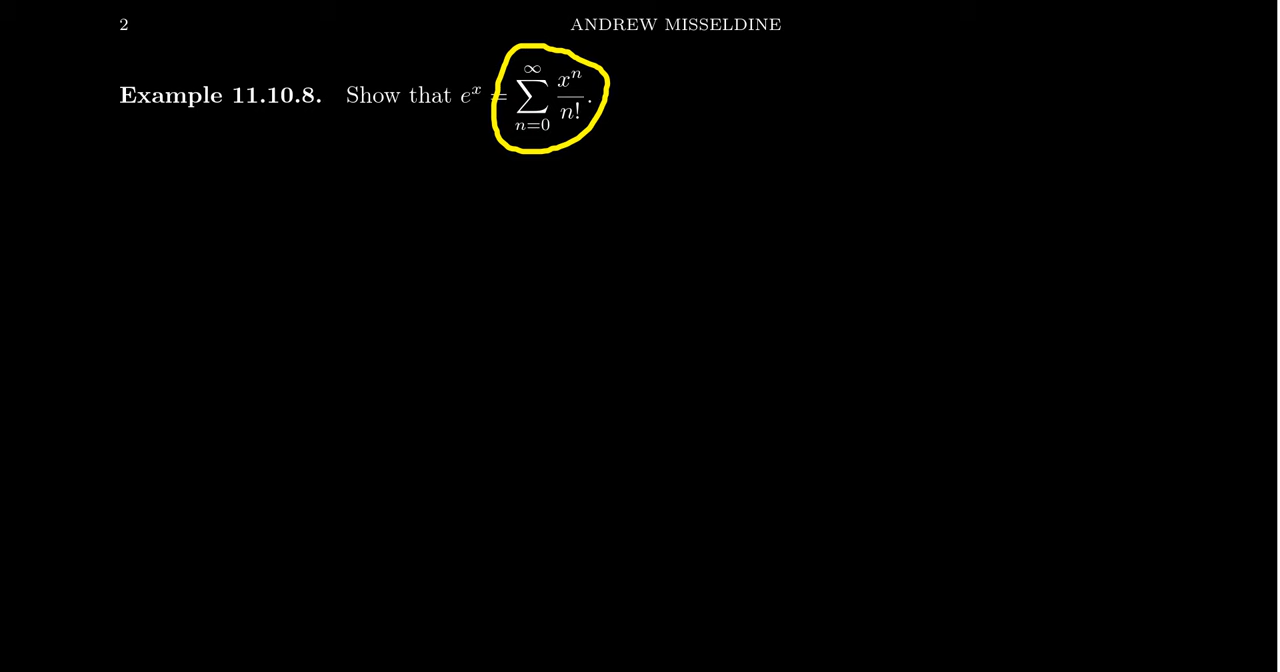 2 ANDREW MISSELDINE
Example 11.10.8. Show that $e^x = \sum_{n=0}^{\infty} \frac{x^n}{n!}$.